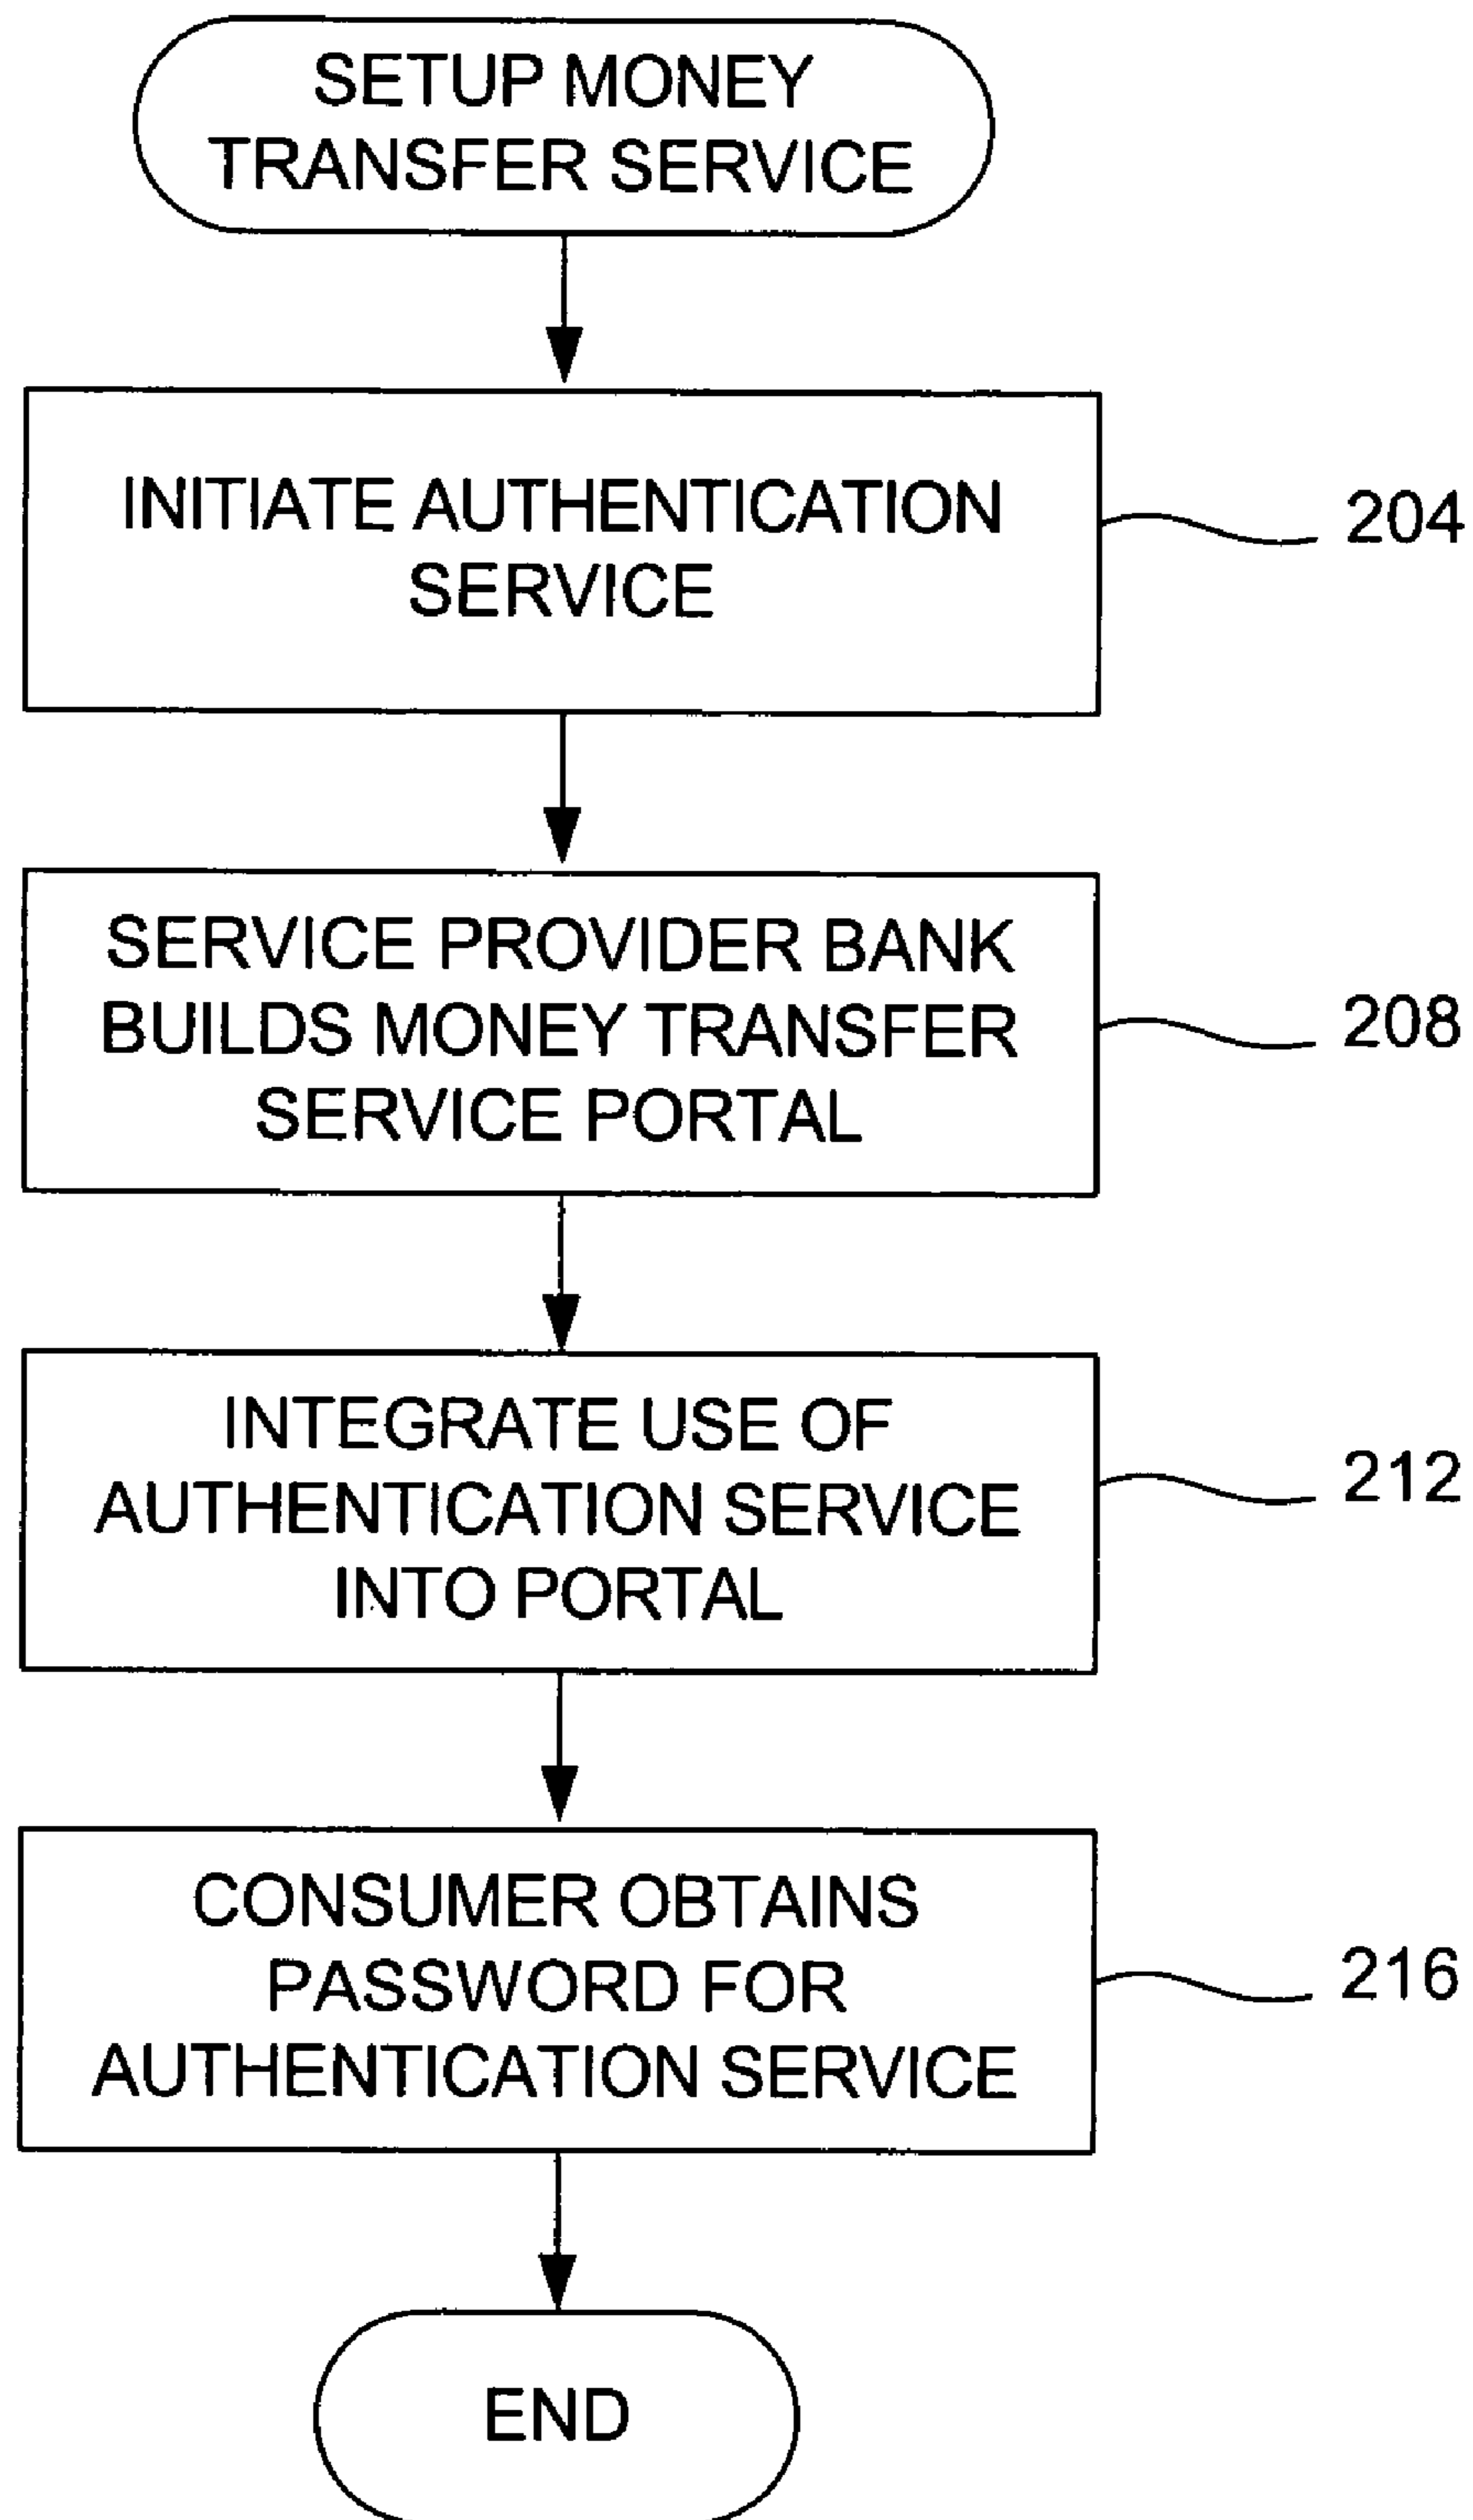 SETUP MONEY
TRANSFER SERVICE
INITIATE AUTHENTICATION
SERVICE
204
SERVICE PROVIDER BANK
BUILDS MONEY TRANSFER
SERVICE PORTAL
208
INTEGRATE USE OF
AUTHENTICATION SERVICE
INTO PORTAL
212
CONSUMER OBTAINS
PASSWORD FOR
AUTHENTICATION SERVICE
216
END